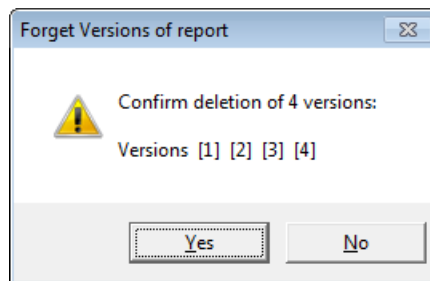 Forget Versions of report
Confirm deletion of 4 versions:
Versions [1] [2] [3] [4]
Yes No